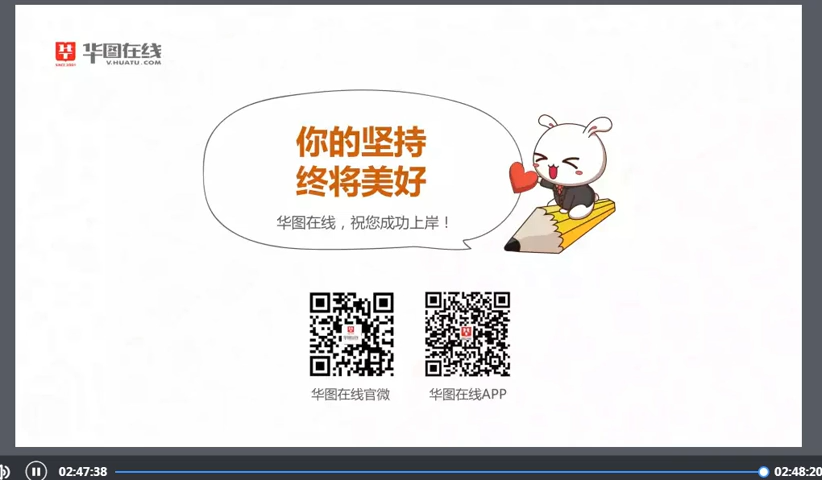 华图在线
V.HUATU.COM
你的坚持
终将美好
华图在线，祝您成功上岸！
华图在线官微
华图在线APP
02:47:38
02:48:20